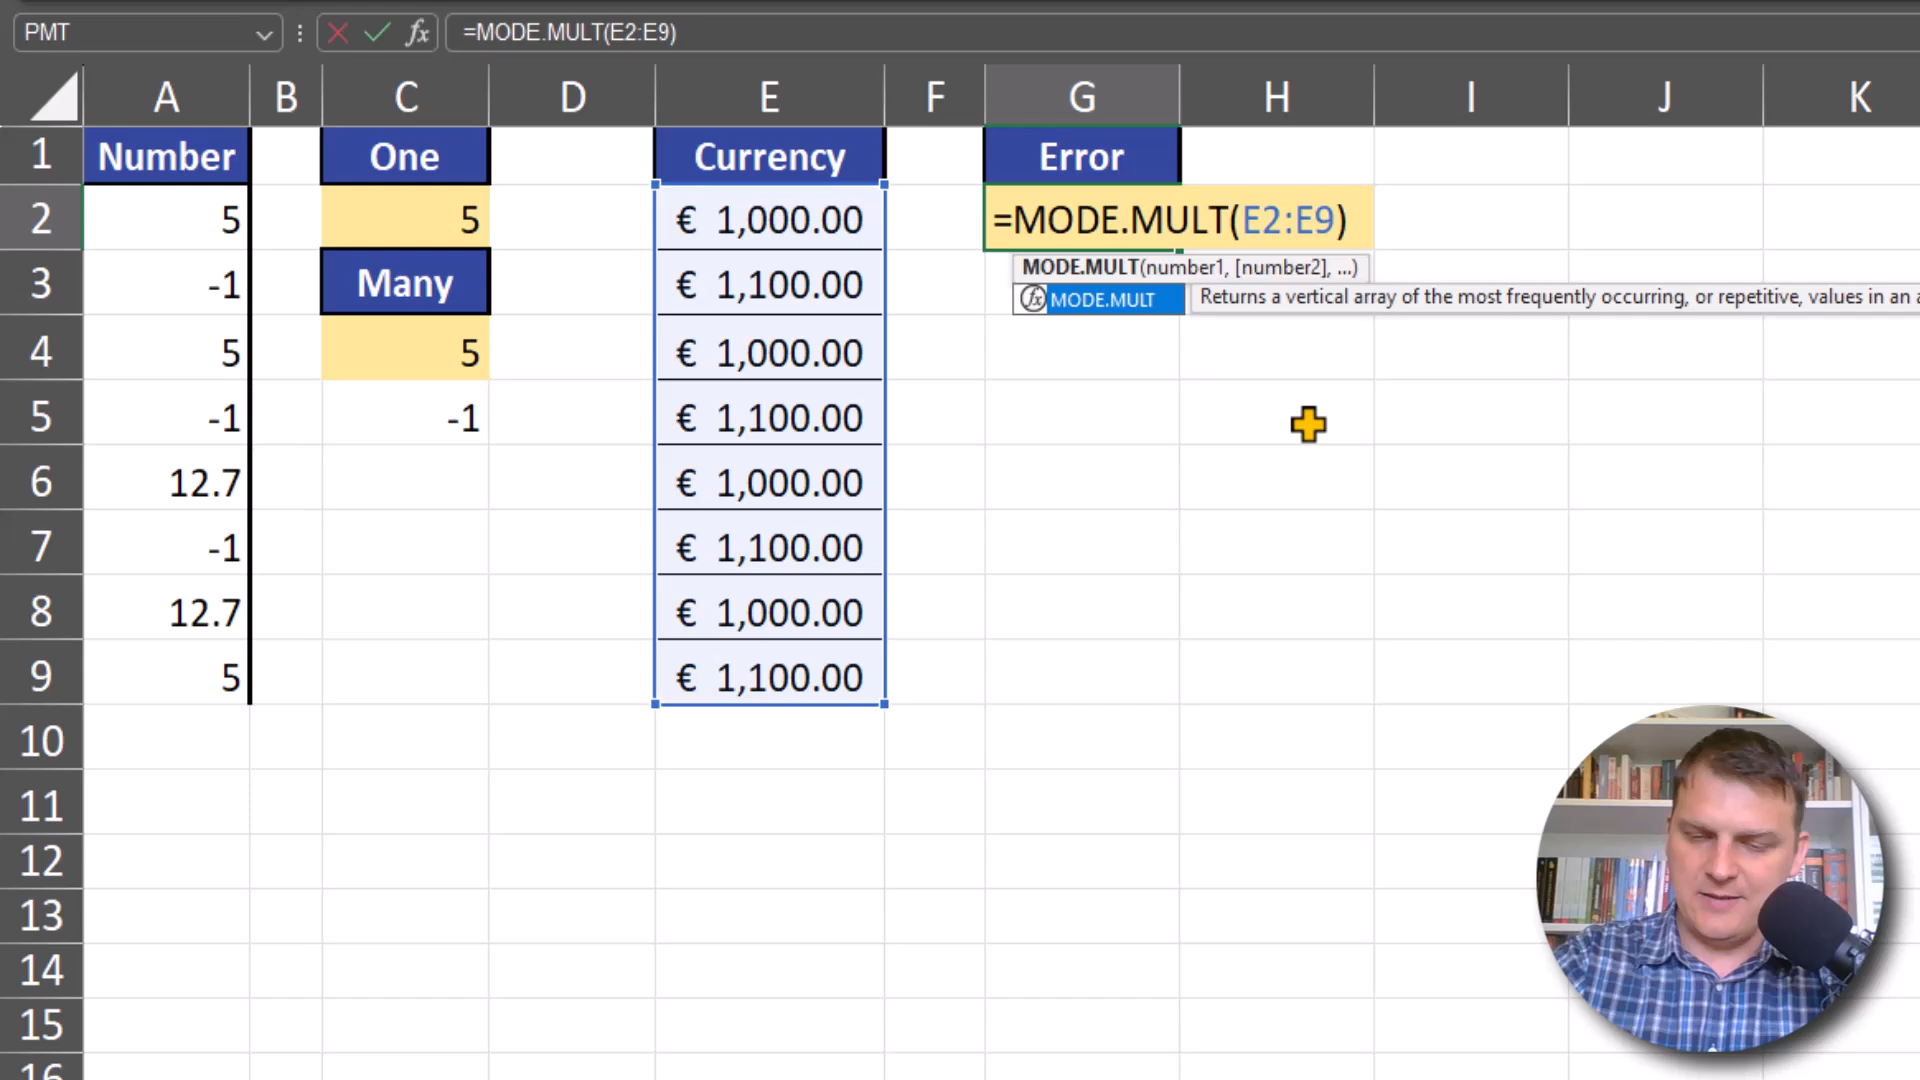 PMT
fx
=MODE.MULT(E2:E9)
A B C D E F G H I J K
1 Number One Currency Error
2 5 5 € 1,000.00 =MODE.MULT(E2:E9)
MODE.MULT(number1, [number2], ...)
fx MODE.MULT Returns a vertical array of the most frequently occurring, or repetitive, values in an a
3 -1 Many € 1,100.00
4 5 5 € 1,000.00
5 -1 -1 € 1,100.00
6 12.7 € 1,000.00
7 -1 € 1,100.00
8 12.7 € 1,000.00
9 5 € 1,100.00
10
11
12
13
14
15
16